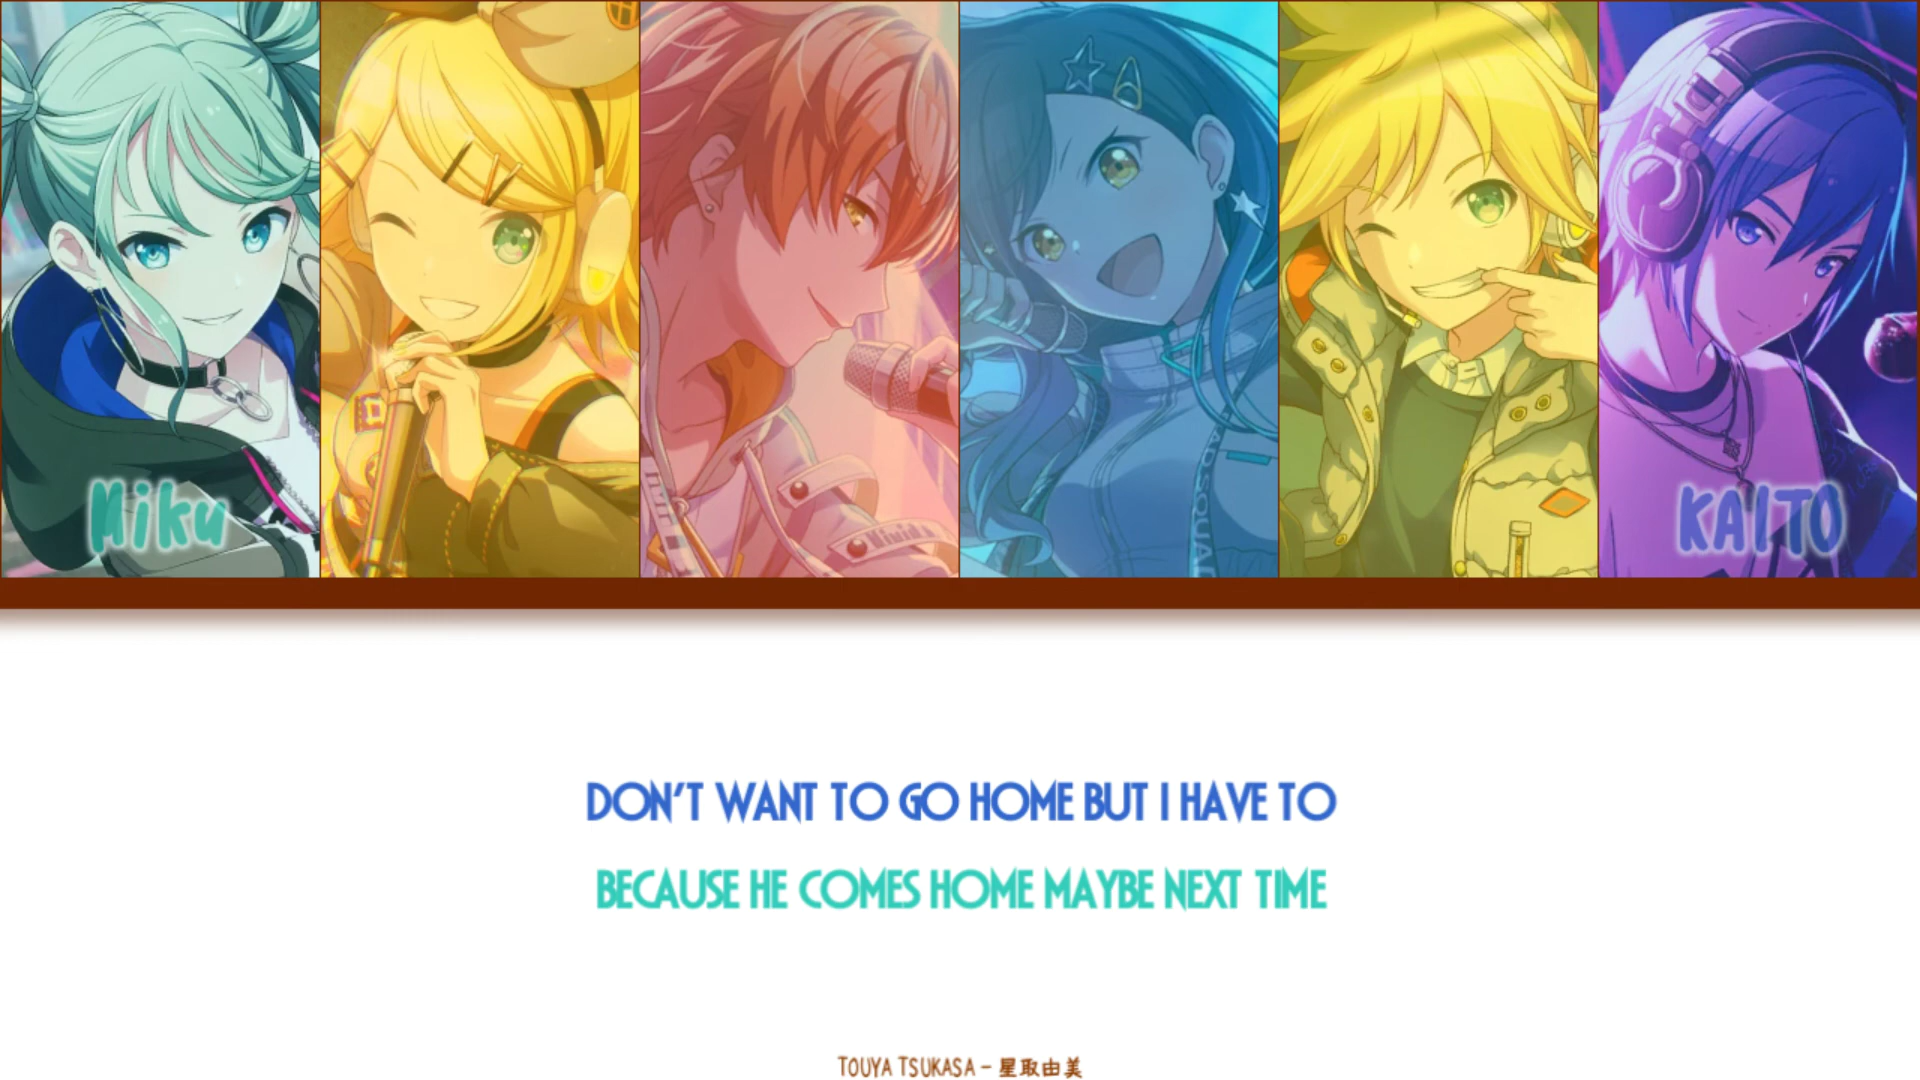 Miku
KAITO
DON'T WANT TO GO HOME BUT I HAVE TO
BECAUSE HE COMES HOME MAYBE NEXT TIME
TOUYA TSUKASA - 星取由美